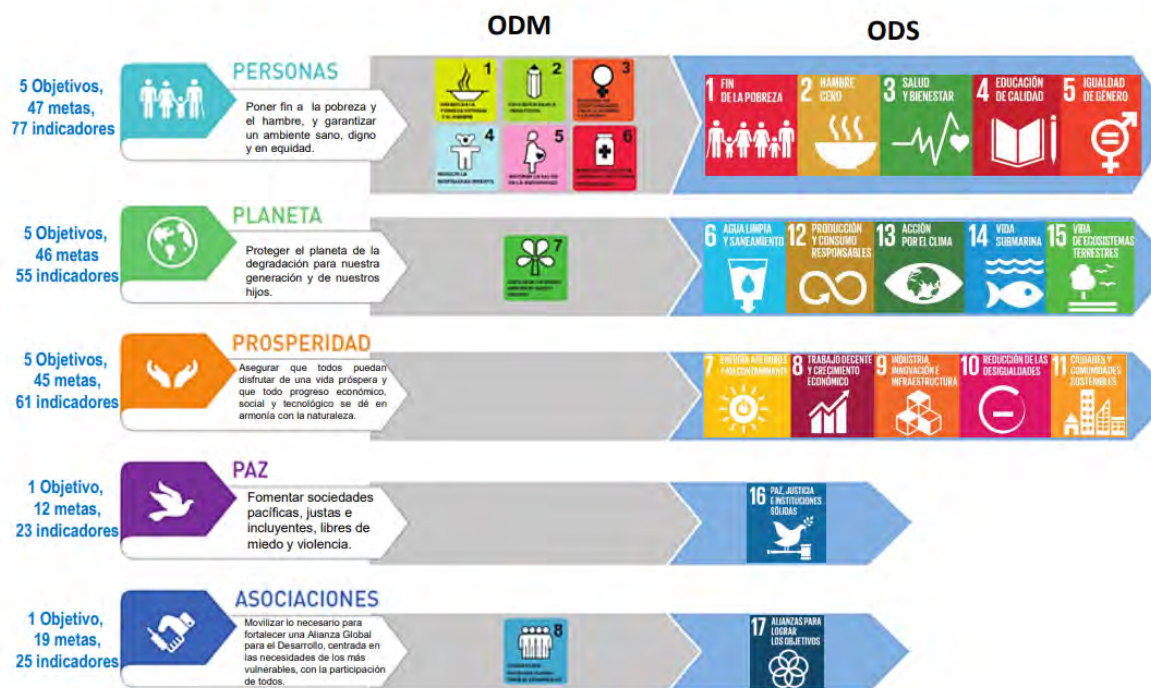 ODM
ODS
5 Objetivos,
47 metas,
77 indicadores
PERSONAS
Poner fin a la pobreza y
el hambre, y garantizar
un ambiente sano, digno
y en equidad.
1
2
3
4
5
6
1 FIN
DE LA POBREZA
2 HAMBRE
CERO
3 SALUD
Y BIENESTAR
4 EDUCACIÓN
DE CALIDAD
5 IGUALDAD
DE GÉNERO
5 Objetivos,
46 metas
55 indicadores
PLANETA
Proteger el planeta de la
degradación para nuestra
generación y de nuestros
hijos.
7
6 AGUA LIMPIA
Y SANEAMIENTO
12 PRODUCCIÓN
Y CONSUMO
RESPONSABLES
13 ACCIÓN
POR EL CLIMA
14 VIDA
SUBMARINA
15 VIDA
DE ECOSISTEMAS
TERRESTRES
5 Objetivos,
45 metas,
61 indicadores
PROSPERIDAD
Asegurar que todos puedan
disfrutar de una vida próspera y
que todo progreso económico,
social y tecnológico se dé en
armonía con la naturaleza.
7 ENERGÍA ASEQUIBLE
Y NO CONTAMINANTE
8 TRABAJO DECENTE
Y CRECIMIENTO
ECONÓMICO
9 INDUSTRIA,
INNOVACIÓN E
INFRAESTRUCTURA
10 REDUCCIÓN DE LAS
DESIGUALDADES
11 CIUDADES Y
COMUNIDADES
SOSTENIBLES
1 Objetivo,
12 metas,
23 indicadores
PAZ
Fomentar sociedades
pacíficas, justas e
incluyentes, libres de
miedo y violencia.
16 PAZ, JUSTICIA
E INSTITUCIONES
SÓLIDAS
1 Objetivo,
19 metas,
25 indicadores
ASOCIACIONES
Movilizar lo necesario para
fortalecer una Alianza Global
para el Desarrollo, centrada en
las necesidades de los más
vulnerables, con la participación
de todos.
8
17 ALIANZAS PARA
LOGRAR
LOS OBJETIVOS